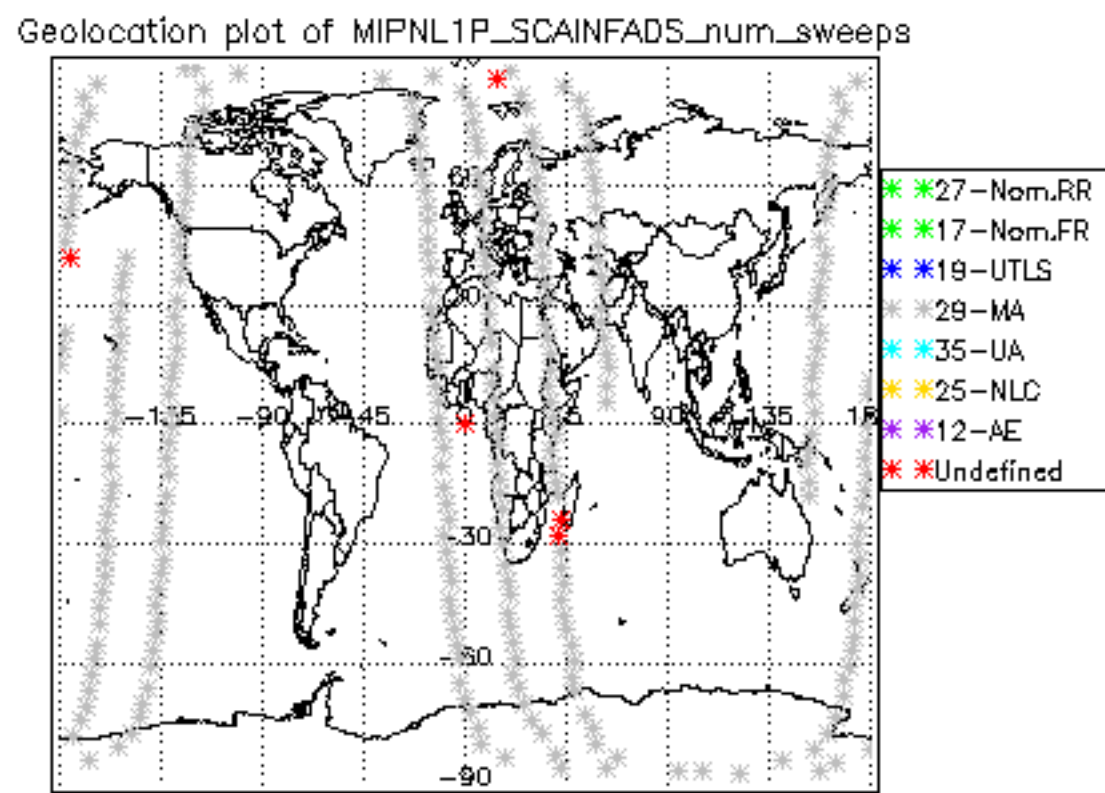 Geolocation plot of MIPNL1P_SCAINFADS_num_sweeps
27-Nom.RR
17-Nom.FR
19-UTLS
29-MA
35-UA
25-NLC
12-AE
Undefined
-135 -90 -45 90 135
-30
-60
-90